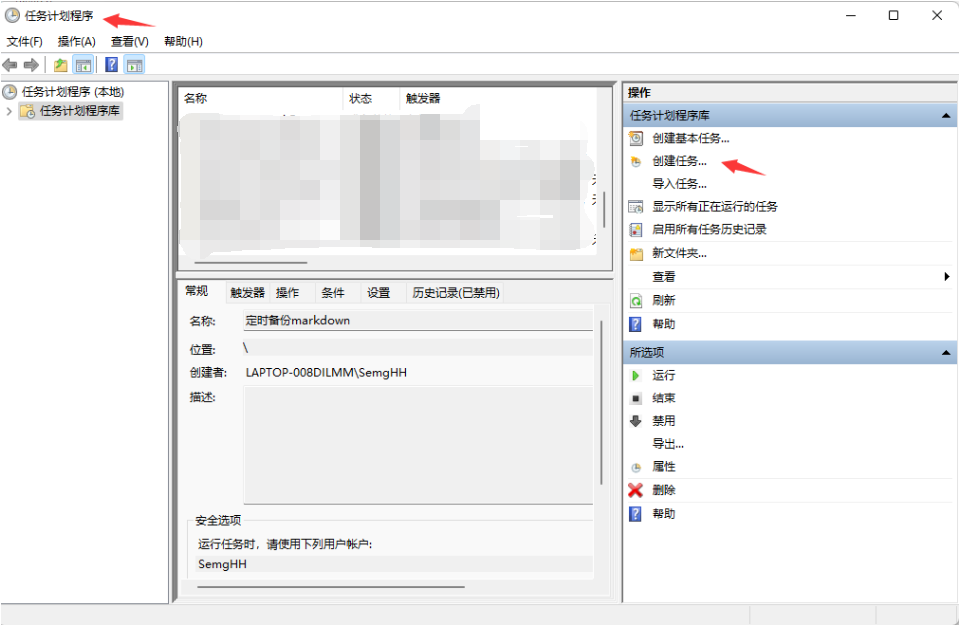 任务计划程序
文件(F) 操作(A) 查看(V) 帮助(H)
任务计划程序 (本地)
任务计划程序库
名称 状态 触发器
常规 触发器 操作 条件 设置 历史记录(已禁用)
名称: 定时备份markdown
位置: \
创建者: LAPTOP-008DILMM\SemgHH
描述:
安全选项
运行任务时，请使用下列用户帐户:
SemgHH
操作
任务计划程序库
创建基本任务...
创建任务...
导入任务...
显示所有正在运行的任务
启用所有任务历史记录
新文件夹...
查看
刷新
帮助
所选项
运行
结束
禁用
导出...
属性
删除
帮助